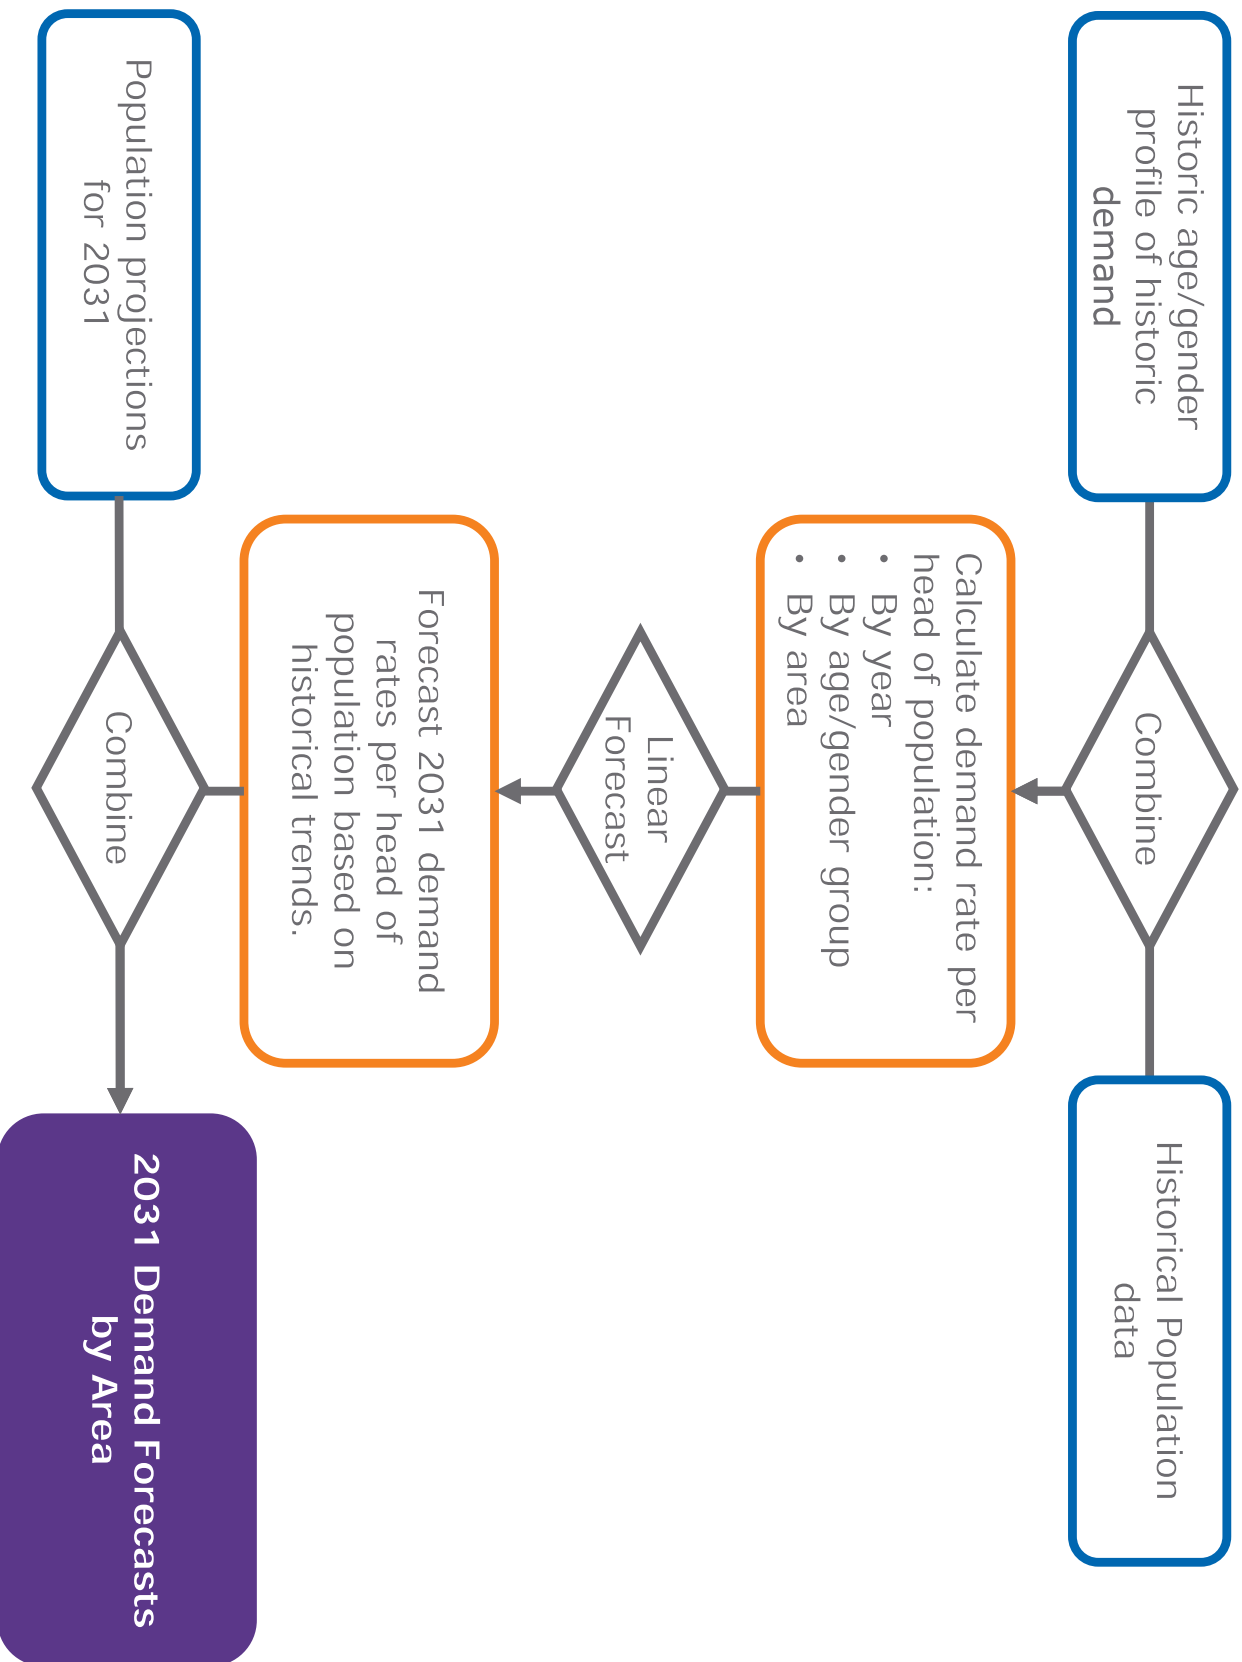 Historic age/gender
profile of historic
demand
Combine
Historical Population
data
Calculate demand rate per
head of population:
• By year
• By age/gender group
• By area
Linear
Forecast
Forecast 2031 demand
rates per head of
population based on
historical trends.
Population projections
for 2031
Combine
2031 Demand Forecasts
by Area